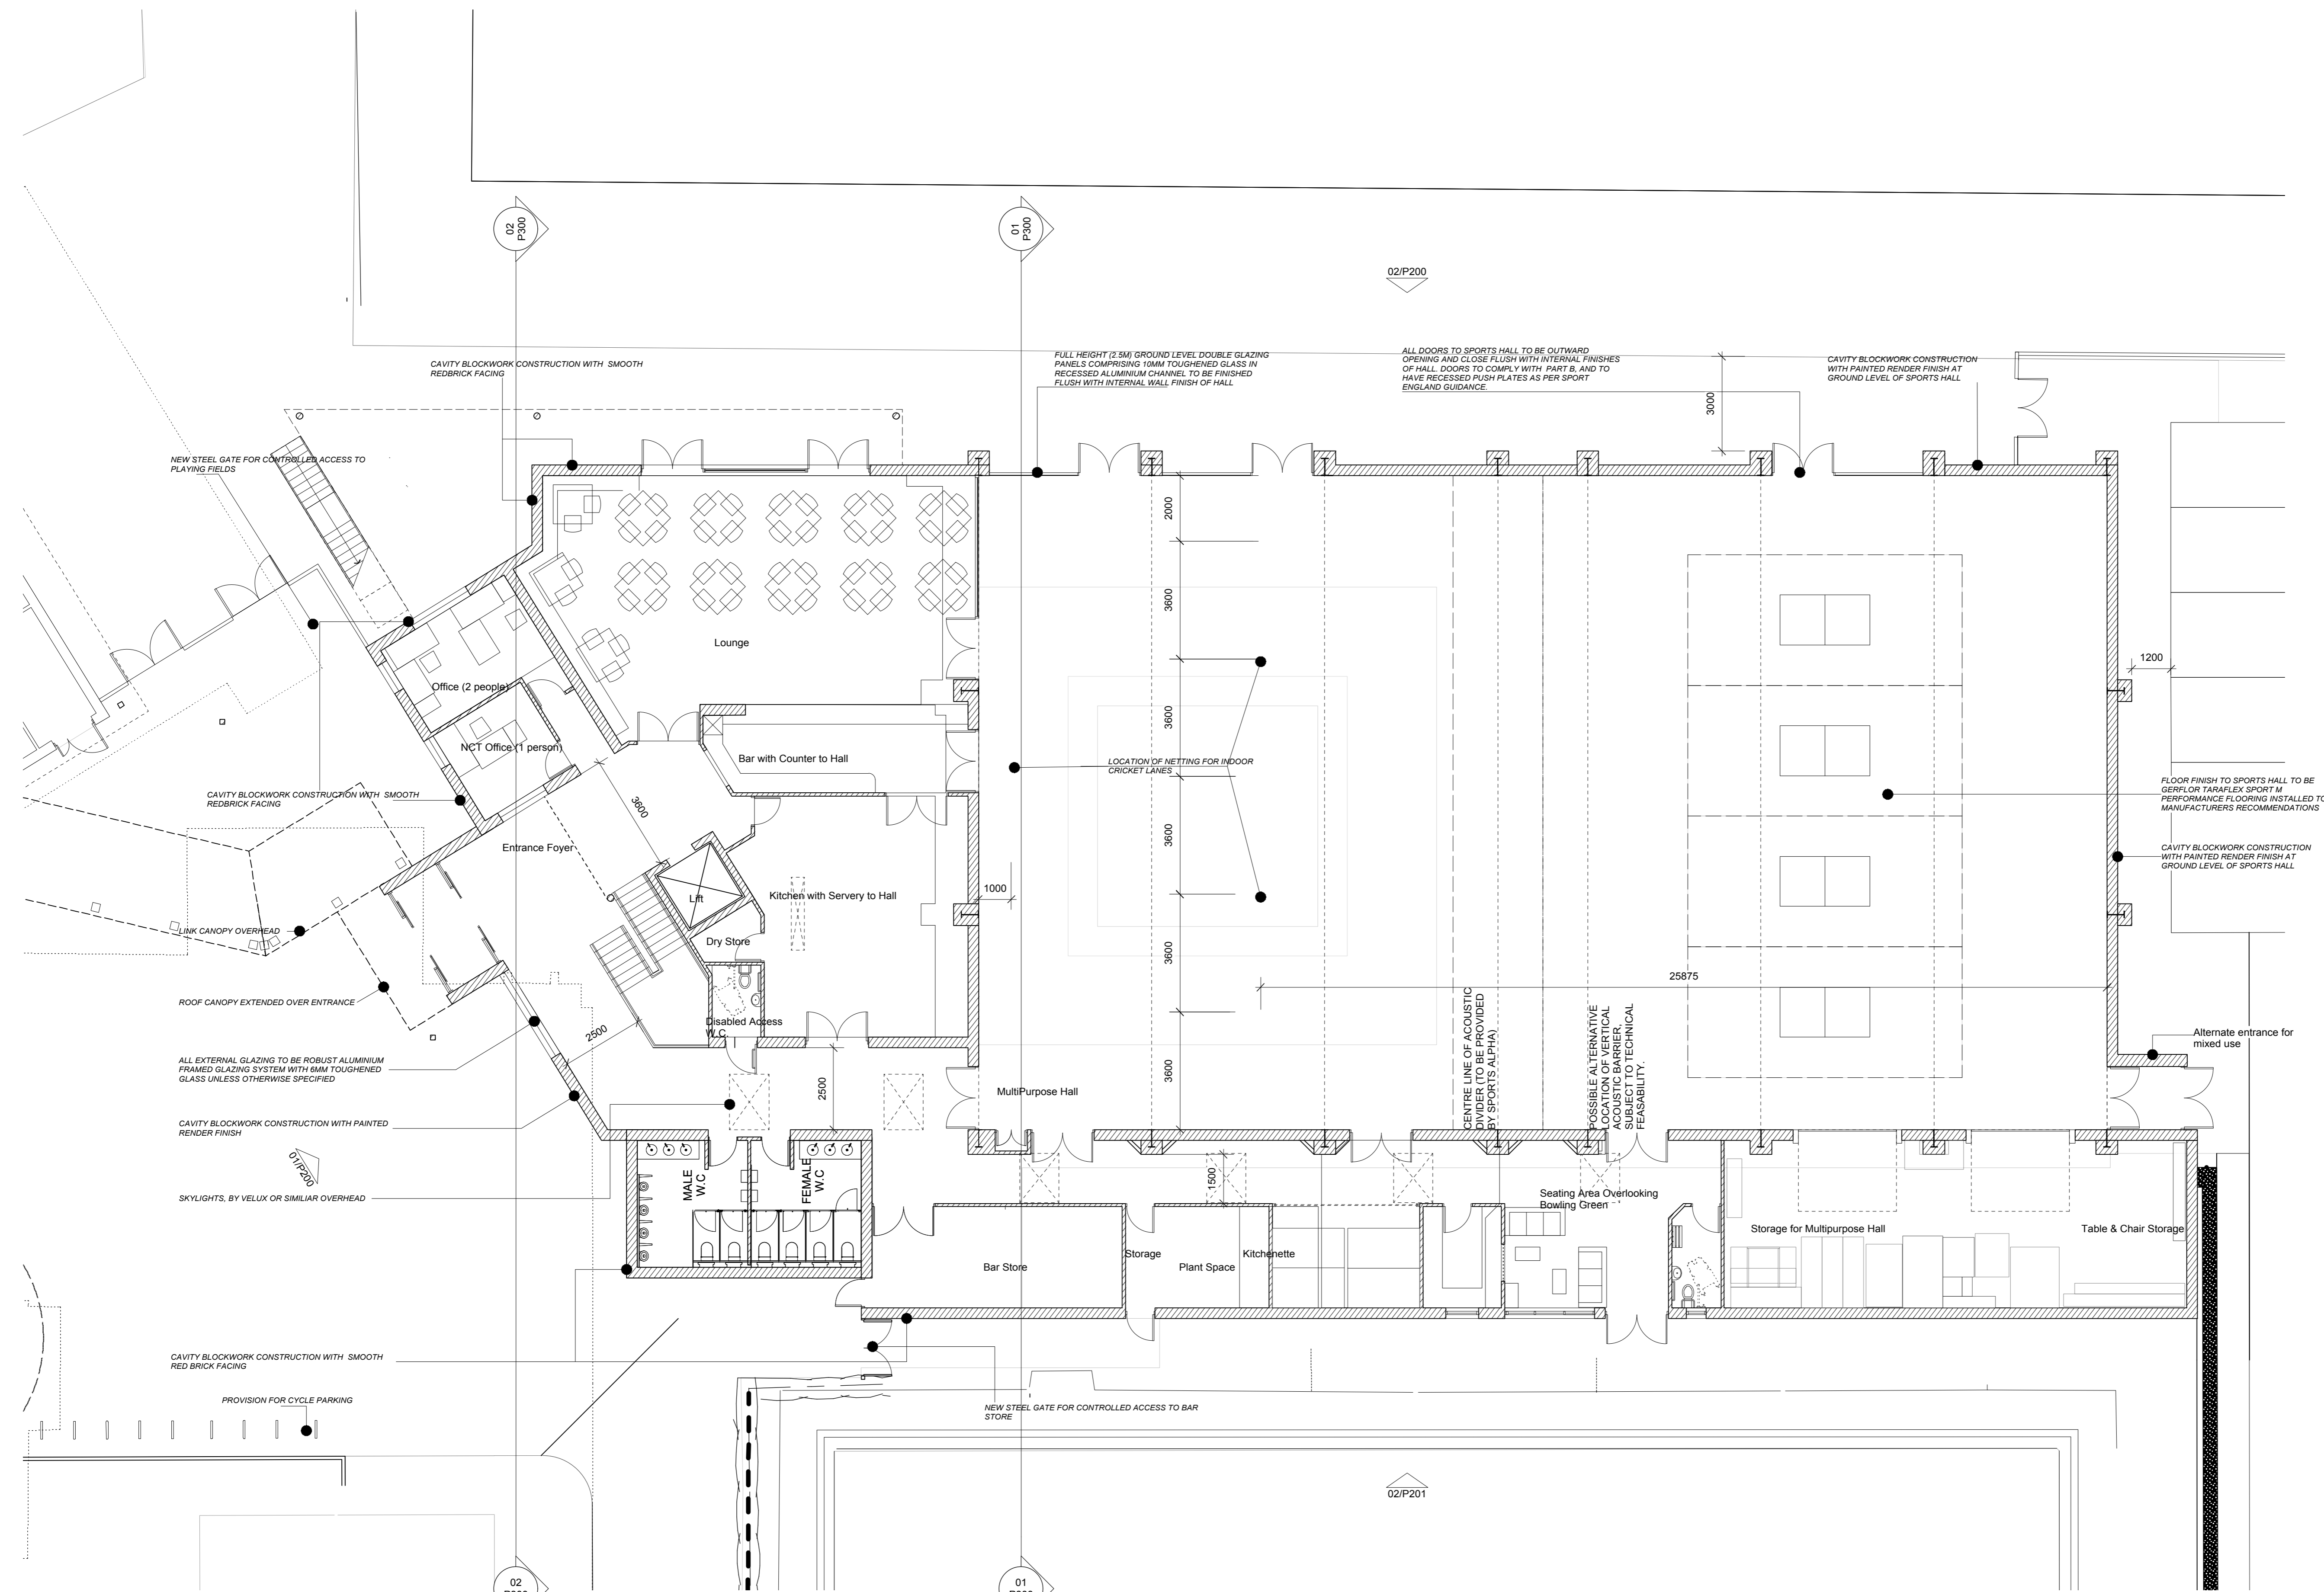 02
P300
01
P300
02/P200
CAVITY BLOCKWORK CONSTRUCTION WITH SMOOTH
REDBRICK FACING
FULL HEIGHT (2.5M) GROUND LEVEL DOUBLE GLAZING
PANELS COMPRISING 10MM TOUGHENED GLASS IN
RECESSED ALUMINIUM CHANNEL TO BE FINISHED
FLUSH WITH INTERNAL WALL FINISH OF HALL
ALL DOORS TO SPORTS HALL TO BE OUTWARD
OPENING AND CLOSE FLUSH WITH INTERNAL FINISHES
OF HALL. DOORS TO COMPLY WITH PART B, AND TO
HAVE RECESSED PUSH PLATES AS PER SPORT
ENGLAND GUIDANCE.
3000
CAVITY BLOCKWORK CONSTRUCTION
WITH PAINTED RENDER FINISH AT
GROUND LEVEL OF SPORTS HALL
NEW STEEL GATE FOR CONTROLLED ACCESS TO
PLAYING FIELDS
2000
3600
3600
3600
3600
3600
Lounge
Office (2 people)
NCT Office (1 person)
Bar with Counter to Hall
LOCATION OF NETTING FOR INDOOR
CRICKET LANES
1200
FLOOR FINISH TO SPORTS HALL TO BE
GERFLOR TARAFLEX SPORT M
PERFORMANCE FLOORING INSTALLED TO
MANUFACTURERS RECOMMENDATIONS
CAVITY BLOCKWORK CONSTRUCTION WITH SMOOTH
REDBRICK FACING
3600
Entrance Foyer
CAVITY BLOCKWORK CONSTRUCTION
WITH PAINTED RENDER FINISH AT
GROUND LEVEL OF SPORTS HALL
Lift
Kitchen with Servery to Hall
1000
LINK CANOPY OVERHEAD
Dry Store
25875
ROOF CANOPY EXTENDED OVER ENTRANCE
Disabled Access
W.C.
2500
CENTRE LINE OF ACOUSTIC
DIVIDER (TO BE PROVIDED
BY SPORTS ALPHA)
POSSIBLE ALTERNATIVE
LOCATION OF VERTICAL
ACOUSTIC BARRIER,
SUBJECT TO TECHNICAL
FEASABILITY.
Alternate entrance for
mixed use
ALL EXTERNAL GLAZING TO BE ROBUST ALUMINIUM
FRAMED GLAZING SYSTEM WITH 6MM TOUGHENED
GLASS UNLESS OTHERWISE SPECIFIED
2500
MultiPurpose Hall
CAVITY BLOCKWORK CONSTRUCTION WITH PAINTED
RENDER FINISH
01/P200
SKYLIGHTS, BY VELUX OR SIMILIAR OVERHEAD
MALE
W.C
FEMALE
W.C
1500
Seating Area Overlooking
Bowling Green
Storage for Multipurpose Hall
Table & Chair Storage
Bar Store
Storage
Plant Space
Kitchenette
CAVITY BLOCKWORK CONSTRUCTION WITH SMOOTH
RED BRICK FACING
PROVISION FOR CYCLE PARKING
NEW STEEL GATE FOR CONTROLLED ACCESS TO BAR
STORE
02/P201
02
01